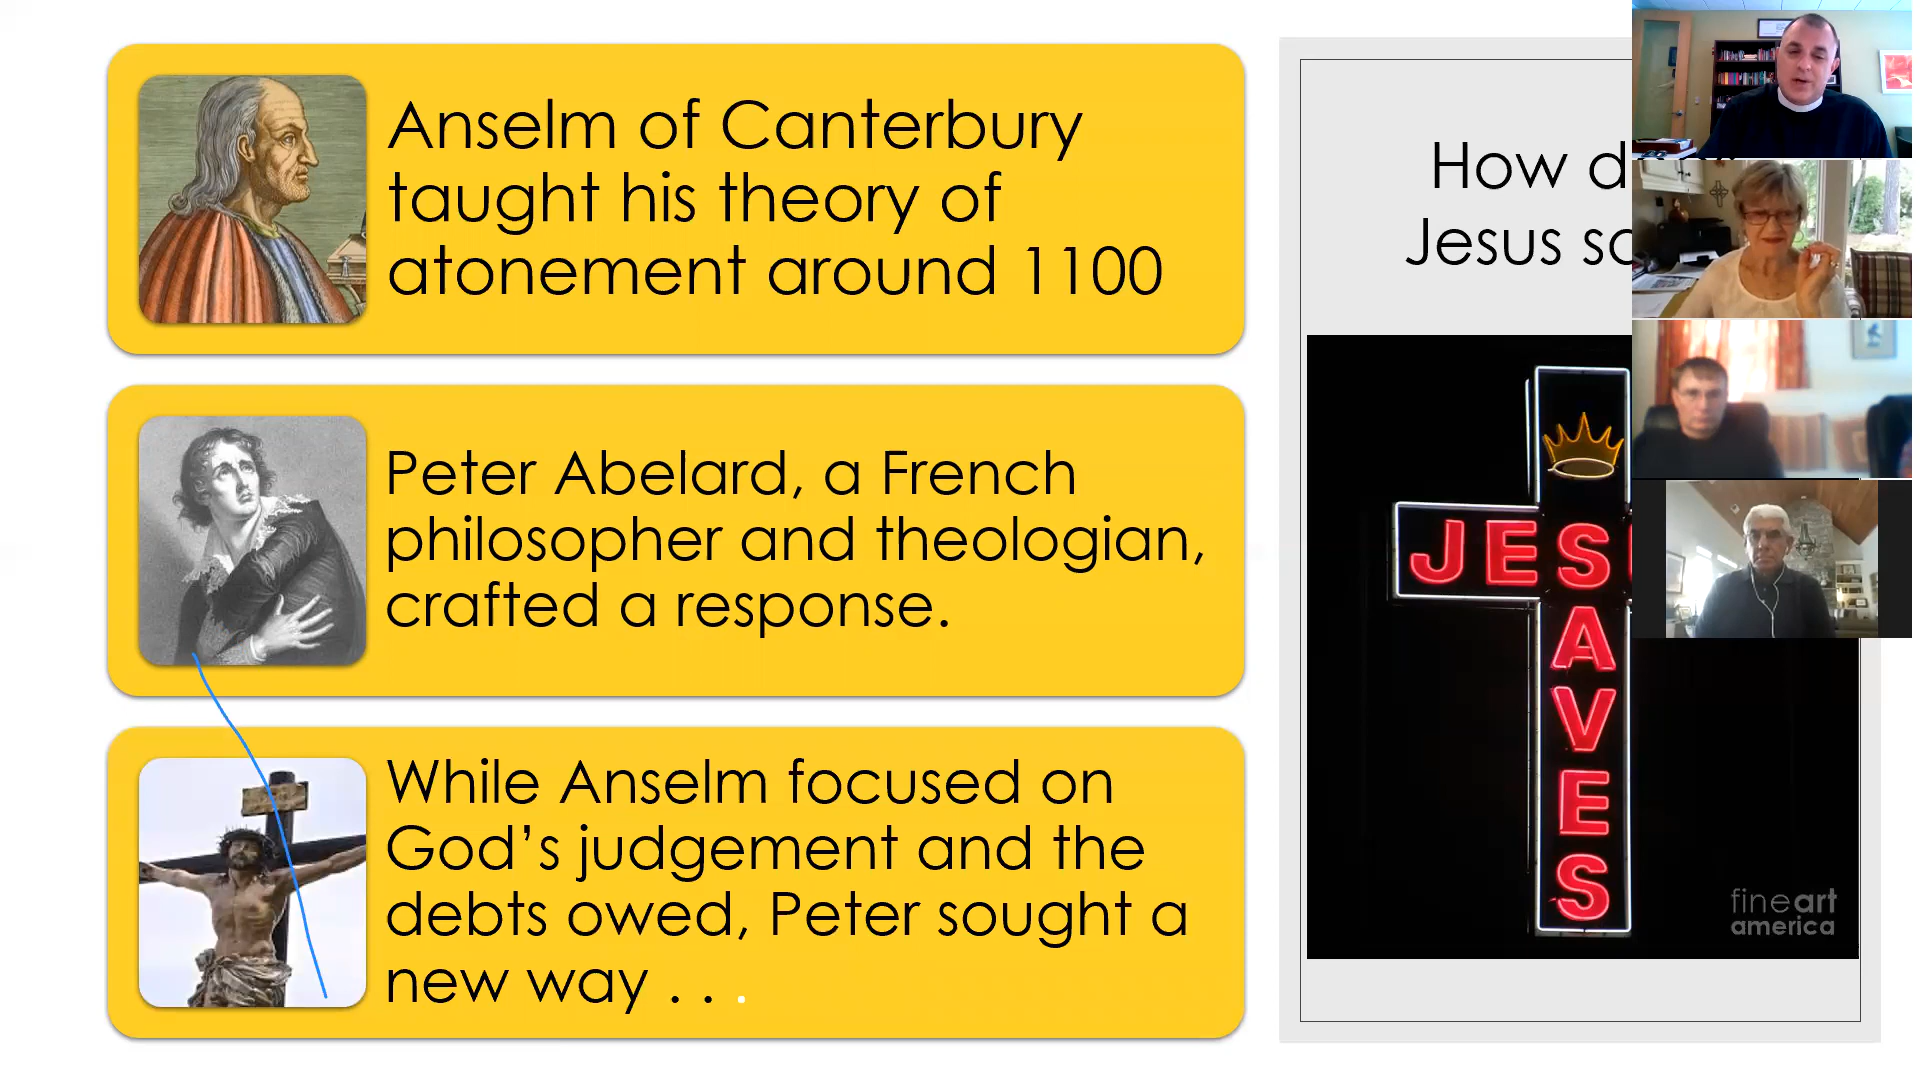 Anselm of Canterbury
taught his theory of
atonement around 1100
Peter Abelard, a French
philosopher and theologian,
crafted a response.
While Anselm focused on
God’s judgement and the
debts owed, Peter sought a
new way . . .
How
Jesus
JES
SAVES
fineart
america